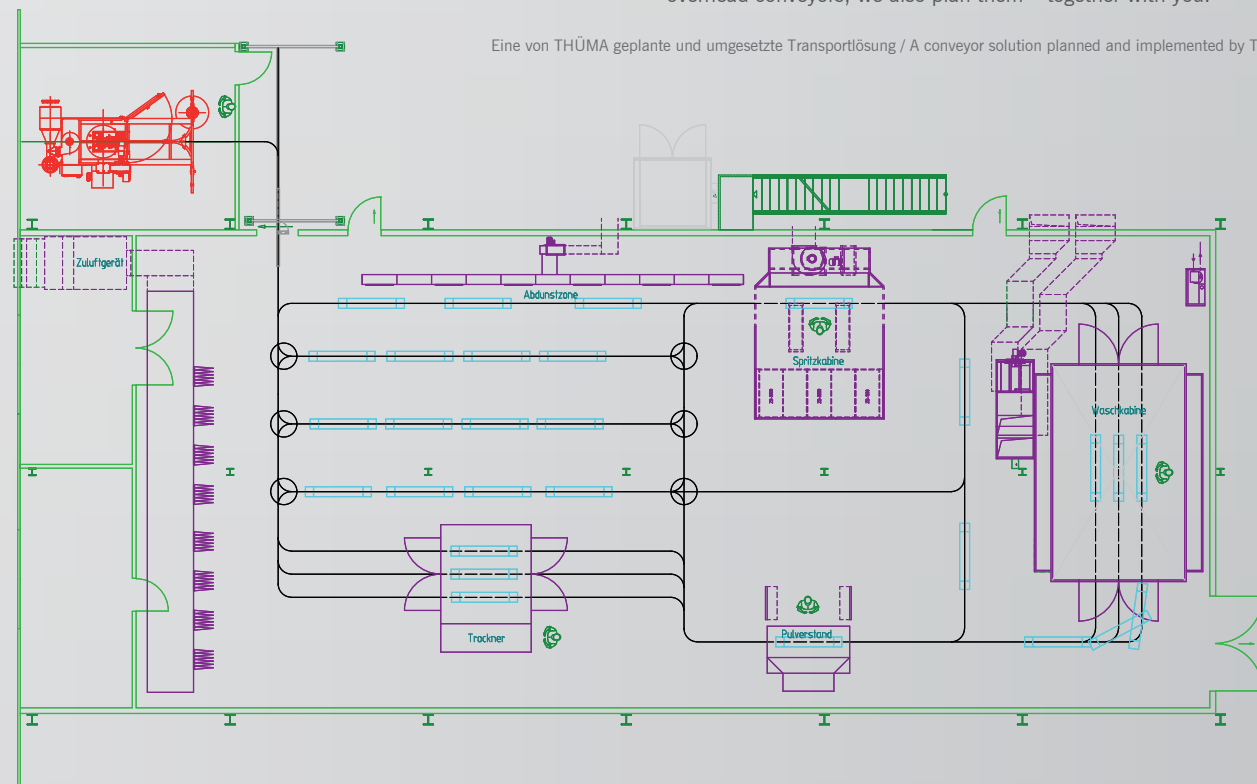 Eine von THÜMA geplante und umgesetzte Transportlösung / A conveyor solution planned and implemented by T
Zuluftgerät
Abdunstzone
Spritzkabine
Waschkabine
Trockner
Pulverstand